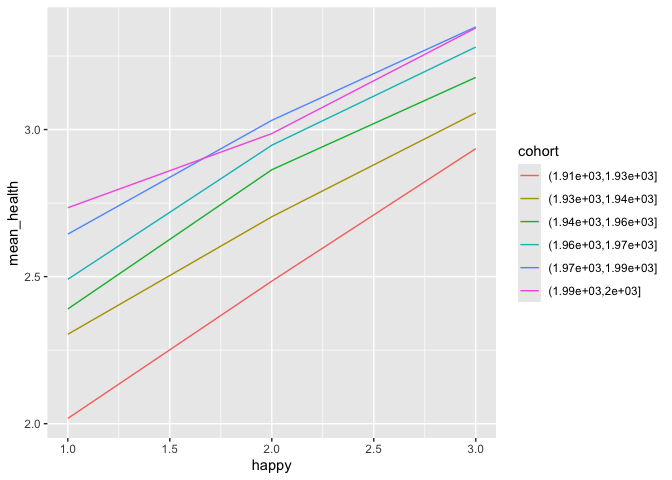 mean_health
3.0
2.5
2.0
1.0
1.5
2.0
2.5
3.0
happy
cohort
(1.91e+03,1.93e+03]
(1.93e+03,1.94e+03]
(1.94e+03,1.96e+03]
(1.96e+03,1.97e+03]
(1.97e+03,1.99e+03]
(1.99e+03,2e+03]